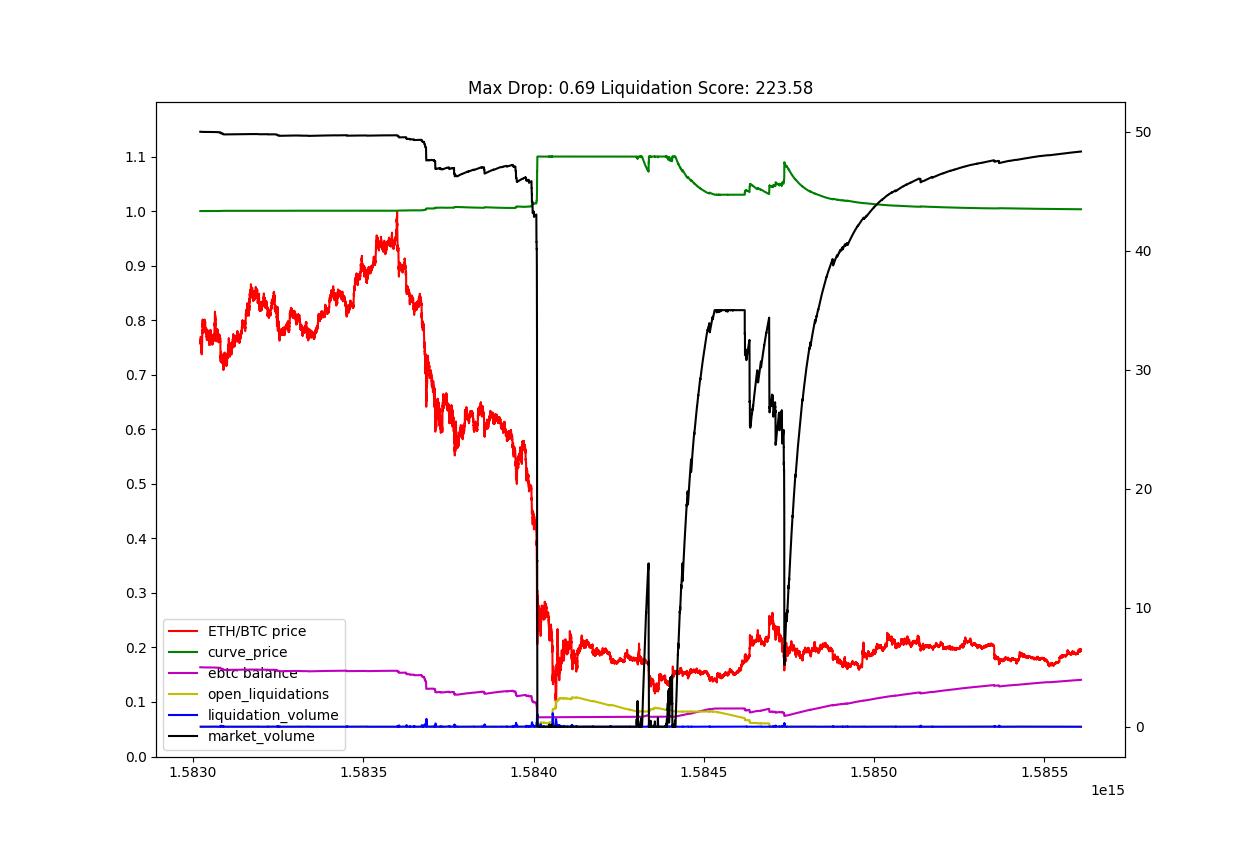 Max Drop: 0.69 Liquidation Score: 223.58
1.1
1.0
0.9
0.8
0.7
0.6
0.5
0.4
0.3
0.2
0.1
0.0
50
40
30
20
10
0
ETH/BTC price
curve_price
ebtc balance
open_liquidations
liquidation_volume
market_volume
1.5830 1.5835 1.5840 1.5845 1.5850 1.5855
1e15